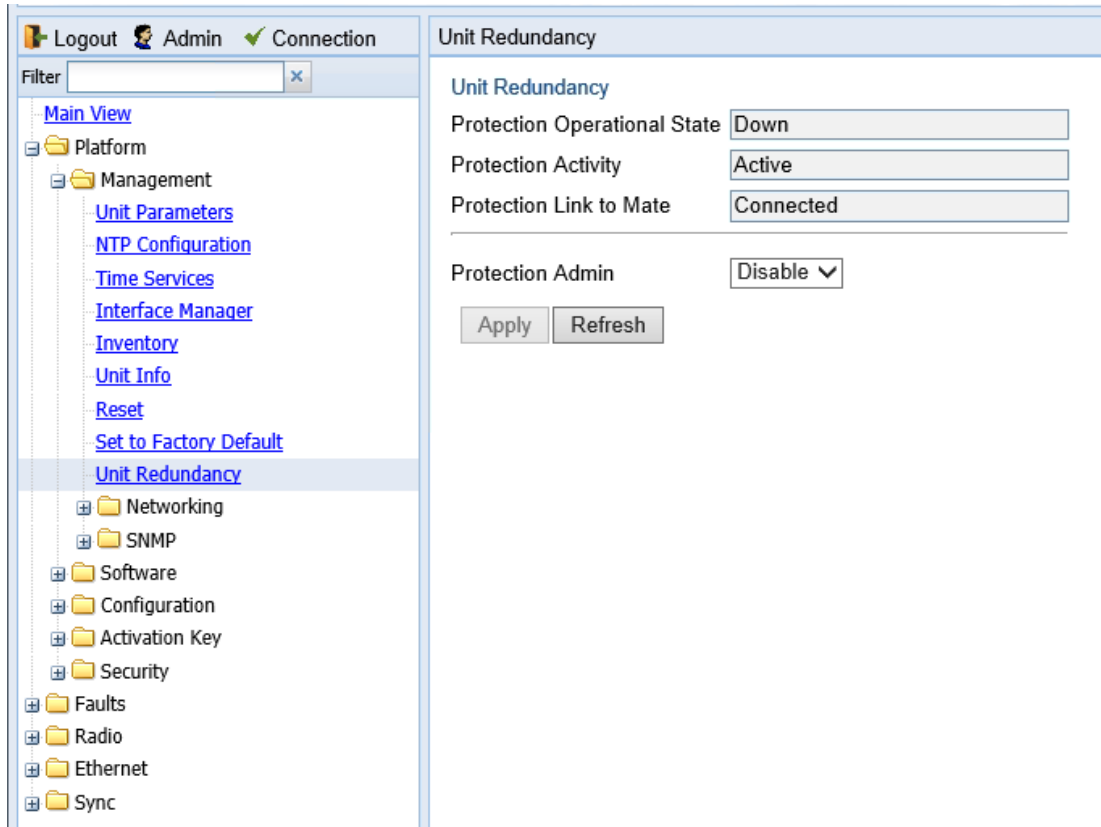 Logout Admin Connection
Filter
Main View
Platform
Management
Unit Parameters
NTP Configuration
Time Services
Interface Manager
Inventory
Unit Info
Reset
Set to Factory Default
Unit Redundancy
Networking
SNMP
Software
Configuration
Activation Key
Security
Faults
Radio
Ethernet
Sync
Unit Redundancy
Unit Redundancy
Protection Operational State Down
Protection Activity Active
Protection Link to Mate Connected
Protection Admin Disable
Apply Refresh